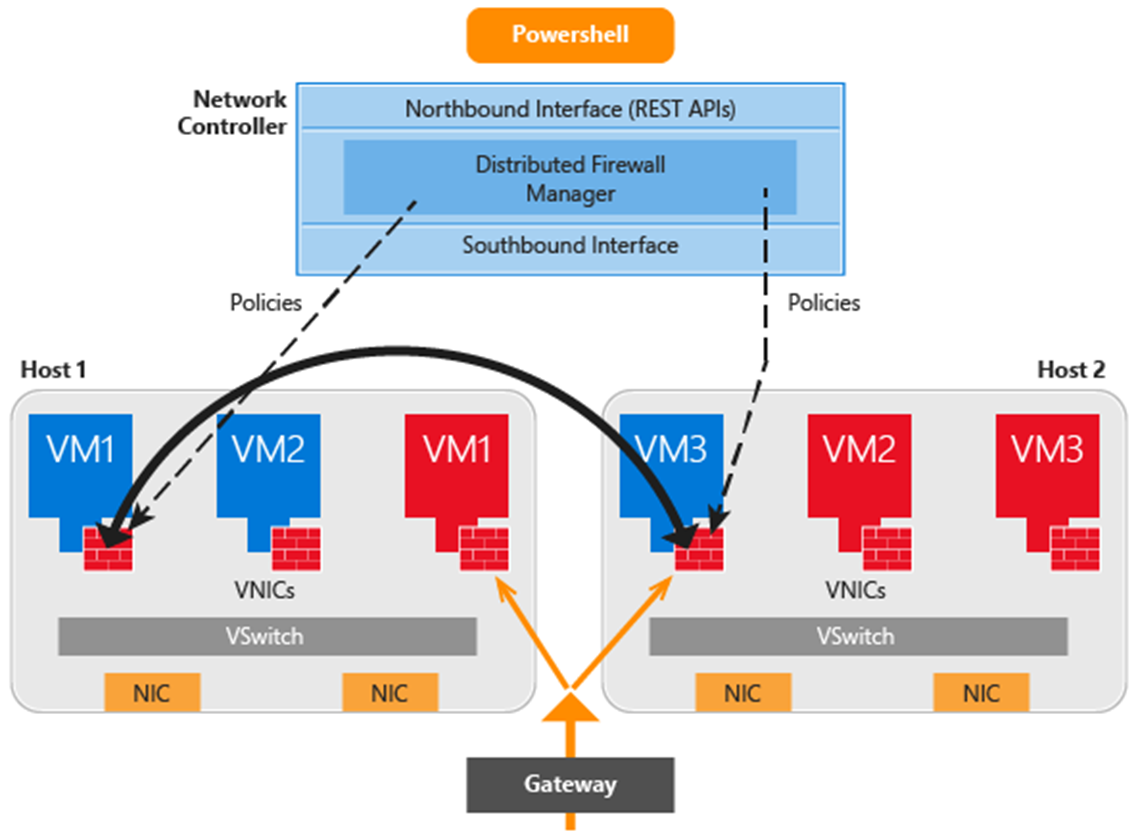 Powershell
Network
Controller
Northbound Interface (REST APIs)
Distributed Firewall
Manager
Southbound Interface
Policies
Policies
Host 1
Host 2
VM1
VM2
VM1
VM3
VM2
VM3
VNICs
VNICs
VSwitch
VSwitch
NIC
NIC
NIC
NIC
Gateway